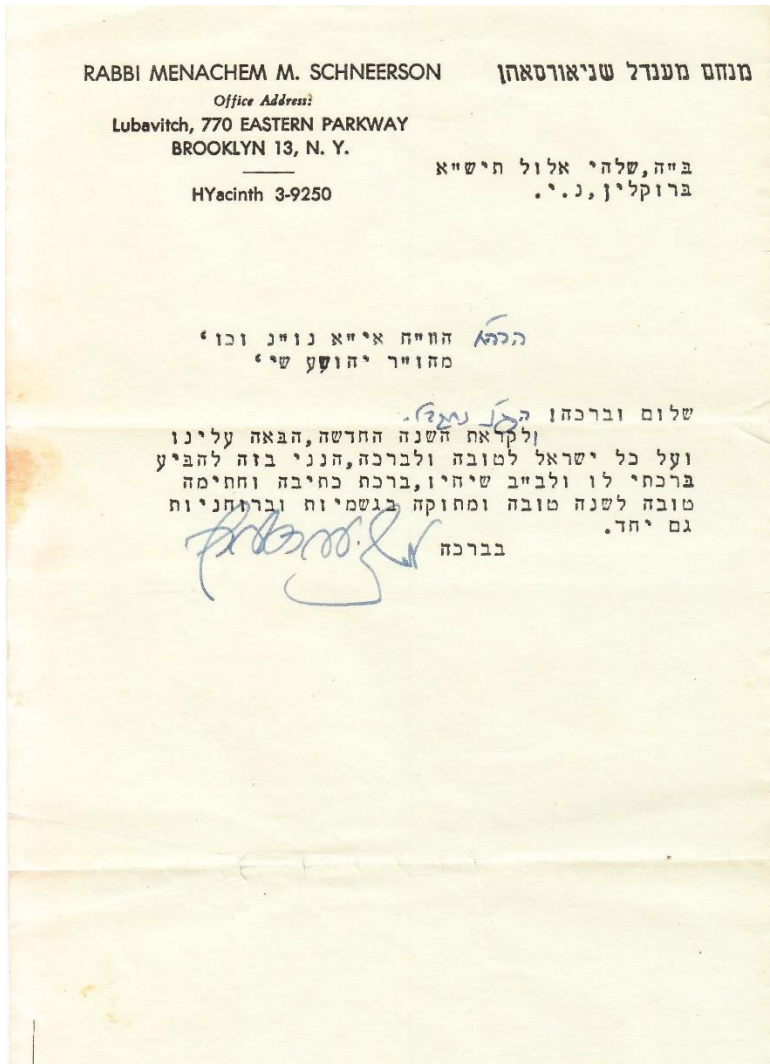 RABBI MENACHEM M. SCHNEERSON
Office Address:
Lubavitch, 770 EASTERN PARKWAY
BROOKLYN 13, N. Y.
HYacinth 3-9250
מנחם מענדל שניאורסאהן
ב"ה, שלהי אלול תיש"א
ברוקלין, נ.י.
הוו"ח אי"א נו"נ וכו'
מהו"ר יהושע שי'
שלום וברכה!
ולקראת השנה החדשה, הבאה עלינו
ועל כל ישראל לטובה ולברכה, הנני בזה להביע
ברכתי לו ולב"ב שיחיו, ברכת כתיבה וחתימה
טובה לשנה טובה ומתוקה בגשמיות וברוחניות
גם יחד.
בברכה